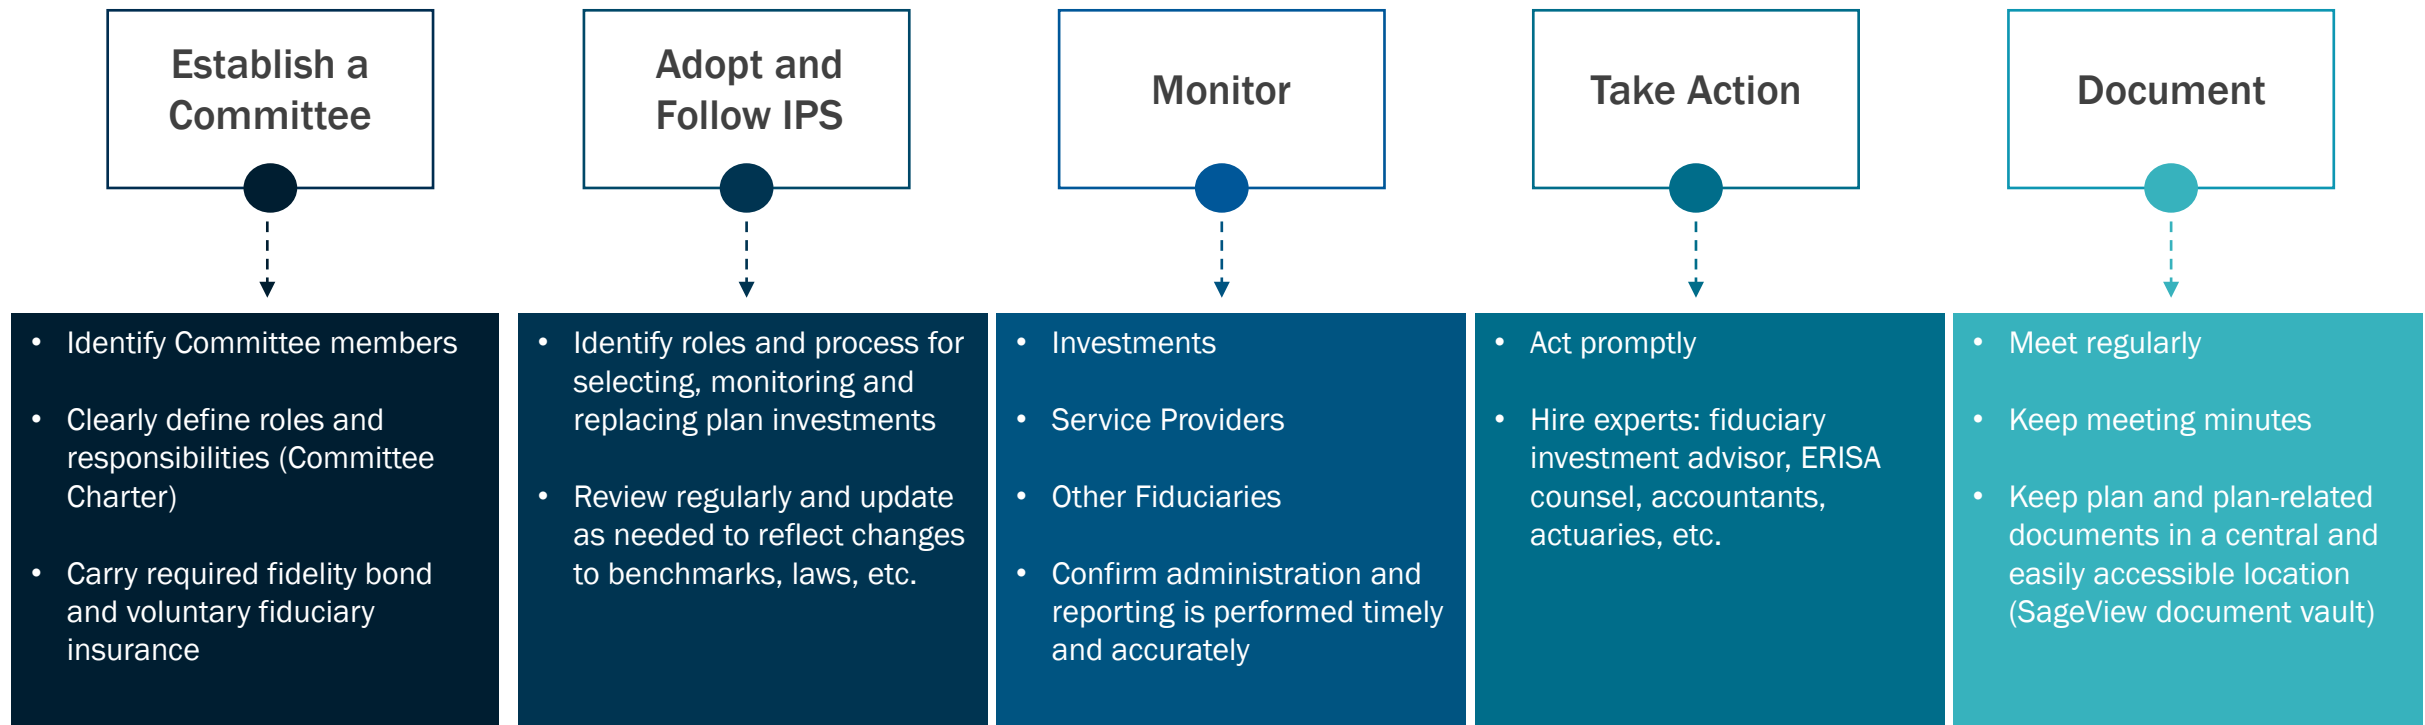 Establish a
Committee
Adopt and
Follow IPS
Monitor
Take Action
Document
• Identify Committee members
• Clearly define roles and
responsibilities (Committee
Charter)
• Carry required fidelity bond
and voluntary fiduciary
insurance
• Identify roles and process for
selecting, monitoring and
replacing plan investments
• Review regularly and update
as needed to reflect changes
to benchmarks, laws, etc.
• Investments
• Service Providers
• Other Fiduciaries
• Confirm administration and
reporting is performed timely
and accurately
• Act promptly
• Hire experts: fiduciary
investment advisor, ERISA
counsel, accountants,
actuaries, etc.
• Meet regularly
• Keep meeting minutes
• Keep plan and plan-related
documents in a central and
easily accessible location
(SageView document vault)